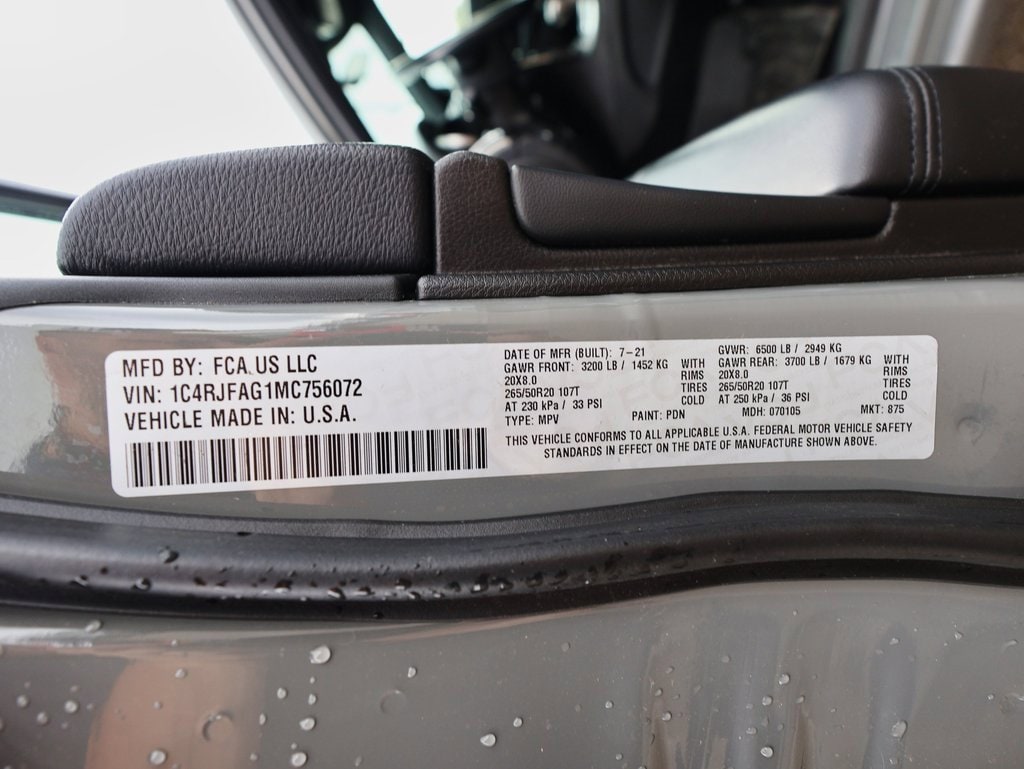 MFD BY: FCA US LLC
VIN: 1C4RJFAG1MC756072
VEHICLE MADE IN: U.S.A.
DATE OF MFR (BUILT): 7-21
GAWR FRONT: 3200 LB / 1452 KG WITH
20X8.0 RIMS
265/50R20 107T TIRES
AT 230 kPa / 33 PSI COLD
TYPE: MPV PAINT: PDN
GVWR: 6500 LB / 2949 KG
GAWR REAR: 3700 LB / 1679 KG WITH
20X8.0 RIMS
265/50R20 107T TIRES
AT 250 kPa / 36 PSI COLD
MDH: 070105 MKT: 875
THIS VEHICLE CONFORMS TO ALL APPLICABLE U.S.A. FEDERAL MOTOR VEHICLE SAFETY
STANDARDS IN EFFECT ON THE DATE OF MANUFACTURE SHOWN ABOVE.